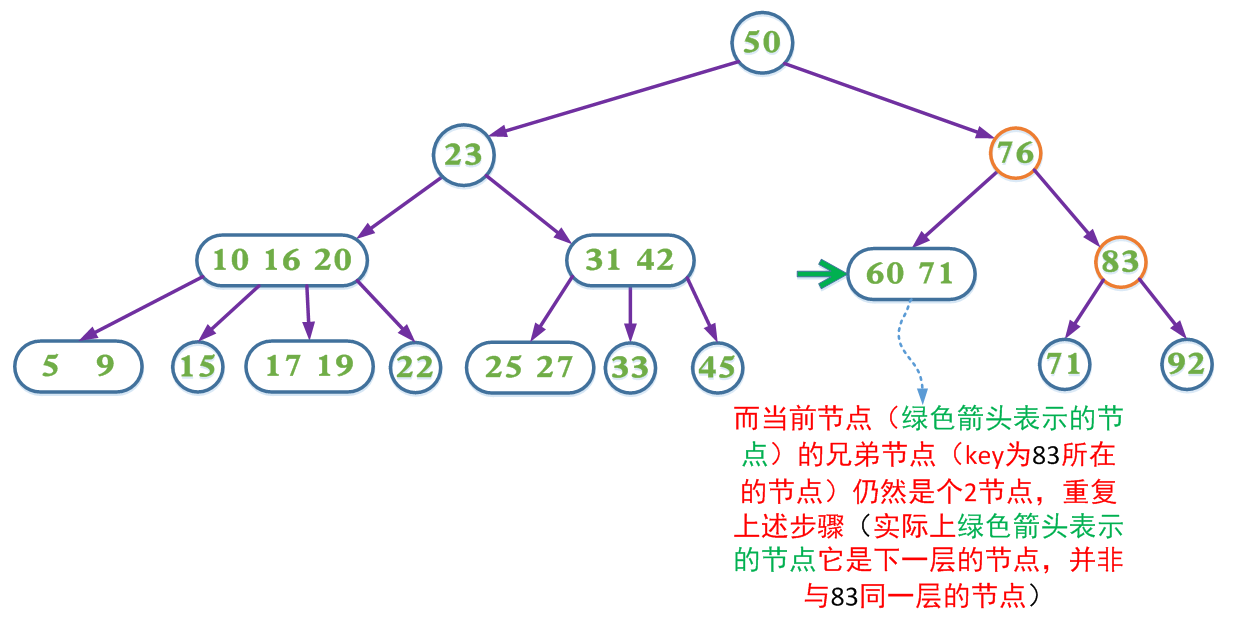 50
23
76
10 16 20
31 42
60 71
83
5 9
15
17 19
22
25 27
33
45
71
92
而当前节点（绿色箭头表示的节
点）的兄弟节点（key为83所在
的节点）仍然是个2节点，重复
上述步骤（实际上绿色箭头表示
的节点它是下一层的节点，并非
与83同一层的节点）